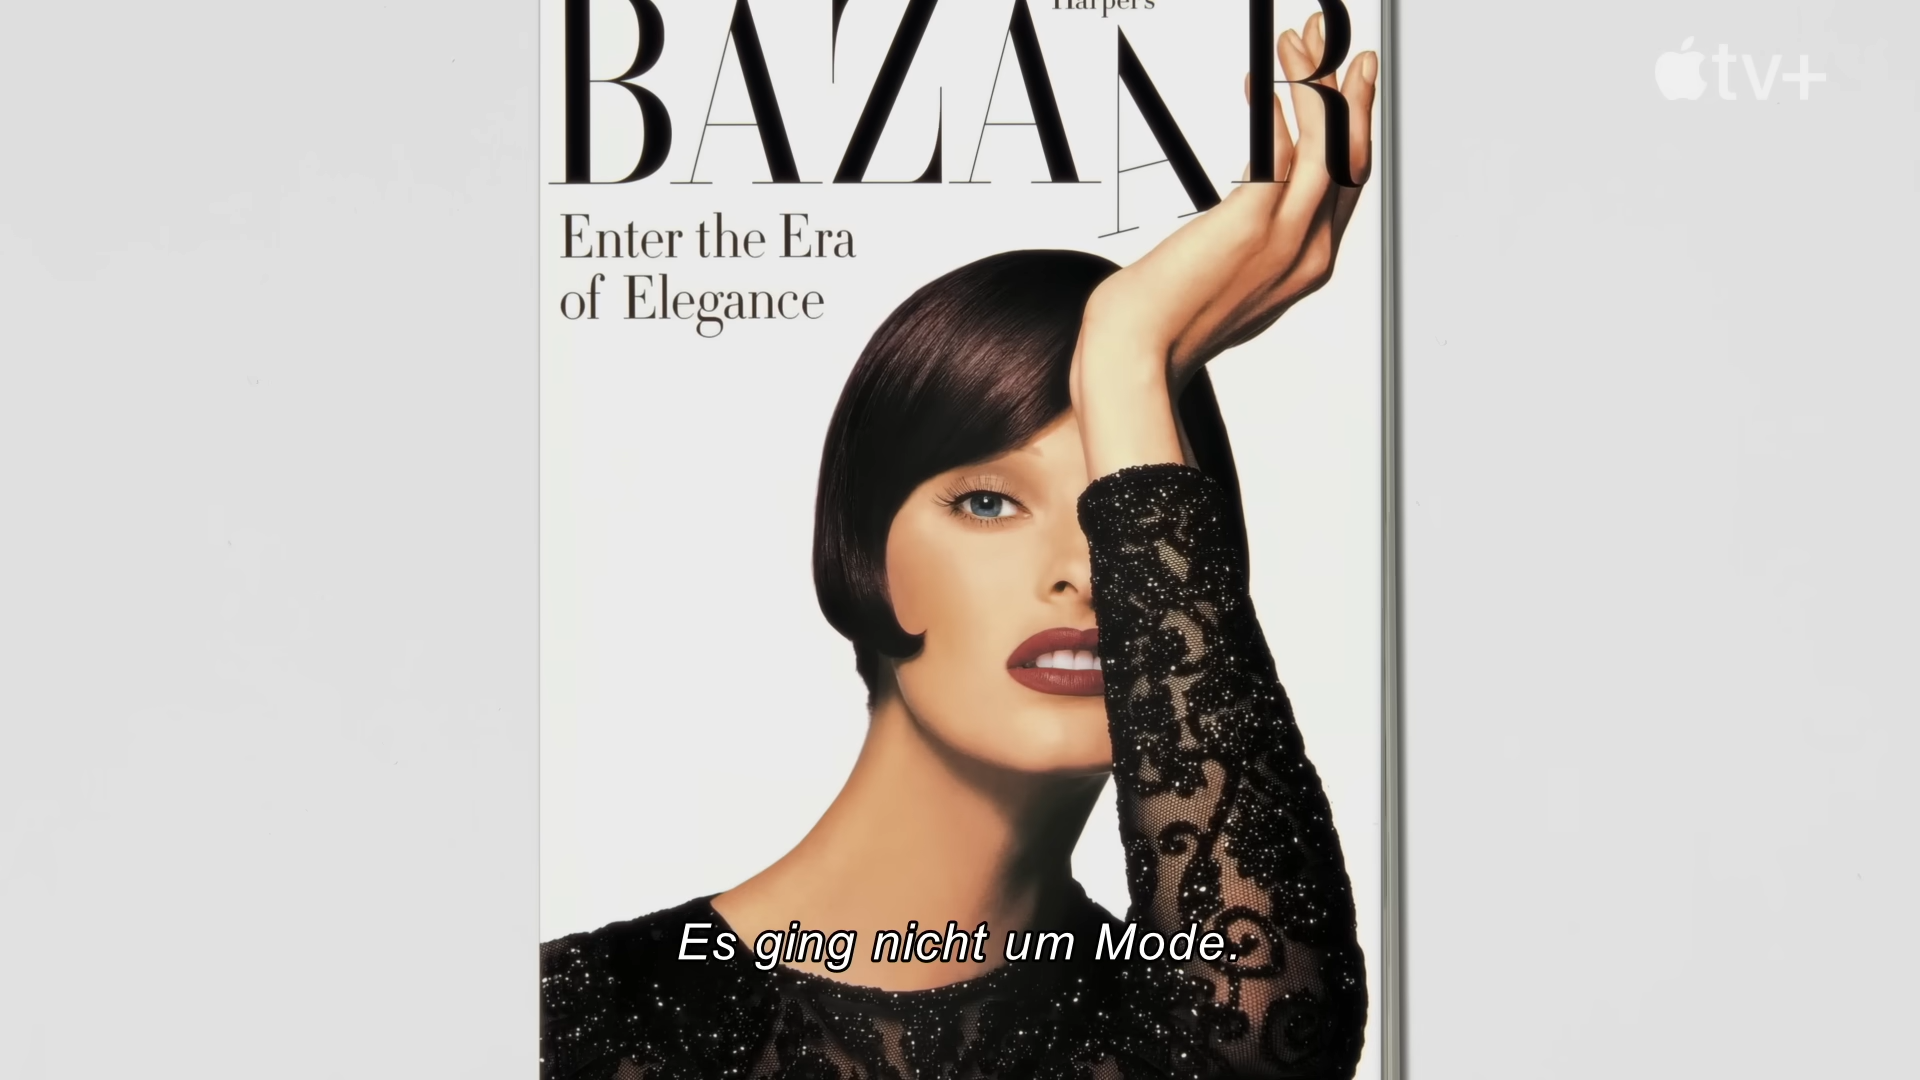 Harper's
BAZAAR
tv+
Enter the Era
of Elegance
Es ging nicht um Mode.